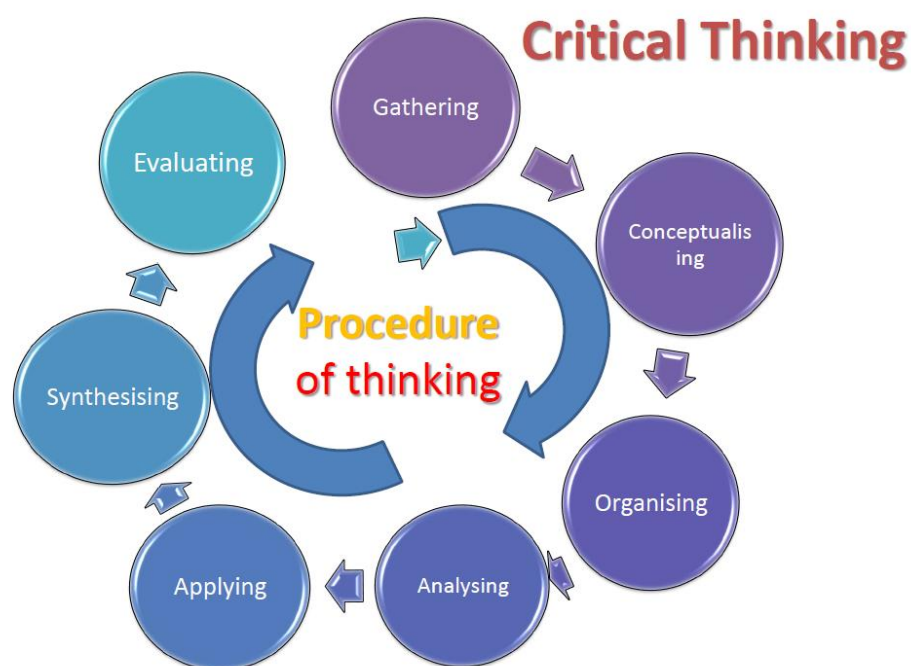 Critical Thinking
Gathering
Conceptualis
ing
Organising
Analysing
Applying
Synthesising
Evaluating
Procedure
of thinking